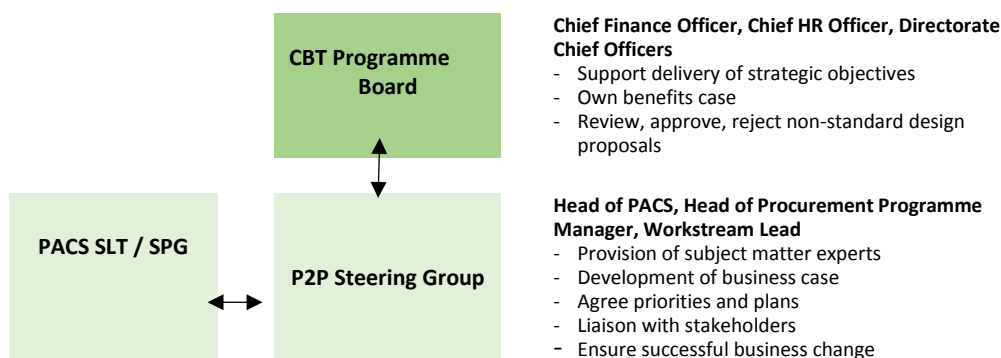 CBT Programme
Board
Chief Finance Officer, Chief HR Officer, Directorate
Chief Officers
- Support delivery of strategic objectives
- Own benefits case
- Review, approve, reject non-standard design
proposals
PACS SLT / SPG
P2P Steering Group
Head of PACS, Head of Procurement Programme
Manager, Workstream Lead
- Provision of subject matter experts
- Development of business case
- Agree priorities and plans
- Liaison with stakeholders
- Ensure successful business change